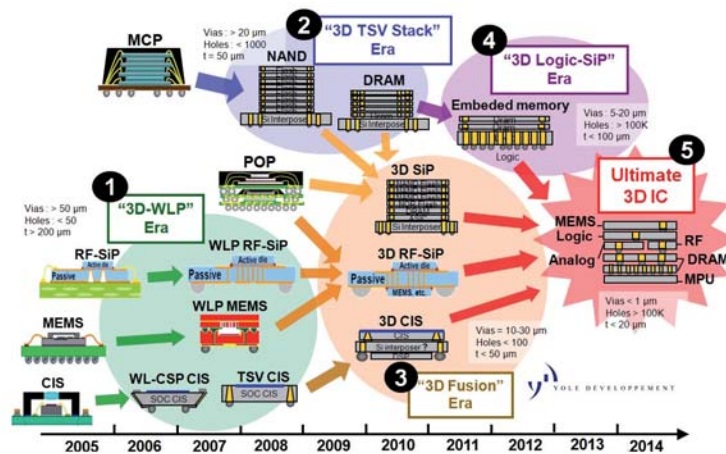 MCP
Vias : > 20 µm
Holes : < 1000
t = 50 µm
2
“3D TSV Stack”
Era
NAND
Si Interposer
DRAM
Si Interposer
4
“3D Logic-SiP”
Era
Embeded memory
Dram
Dram
Logic
Vias : 5-20 µm
Holes : > 100K
t < 100 µm
5
Ultimate
3D IC
MEMS
Logic
Analog
RF
DRAM
MPU
Vias < 1 µm
Holes > 100K
t < 20 µm
1
“3D-WLP”
Era
Vias : > 50 µm
Holes : < 50
t > 200 µm
POP
3D SiP
Si Interposer
RF-SiP
Active die
Passive
WLP RF-SiP
Active die
Passive
3D RF-SiP
Active die
Passive
MEMS, etc.
MEMS
WLP MEMS
3D CIS
CIS
Si interposer ?
Vias = 10-30 µm
Holes < 100
t < 50 µm
CIS
WL-CSP CIS
SOC CIS
TSV CIS
SOC CIS
3
“3D Fusion”
Era
YOLE DÉVELOPPEMENT
2005 2006 2007 2008 2009 2010 2011 2012 2013 2014